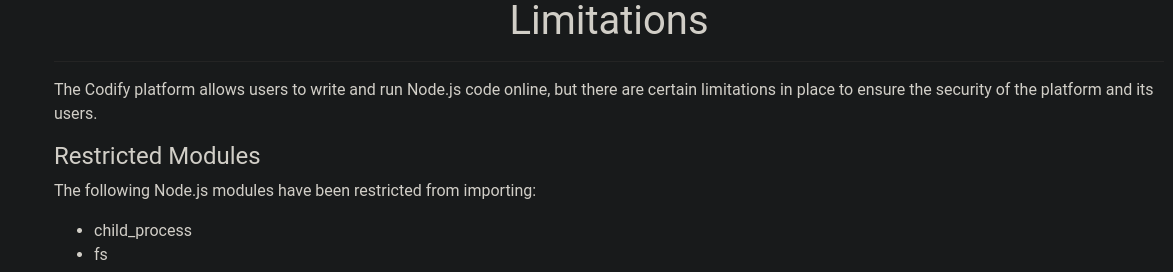 Limitations
The Codify platform allows users to write and run Node.js code online, but there are certain limitations in place to ensure the security of the platform and its
users.
Restricted Modules
The following Node.js modules have been restricted from importing:
• child_process
• fs